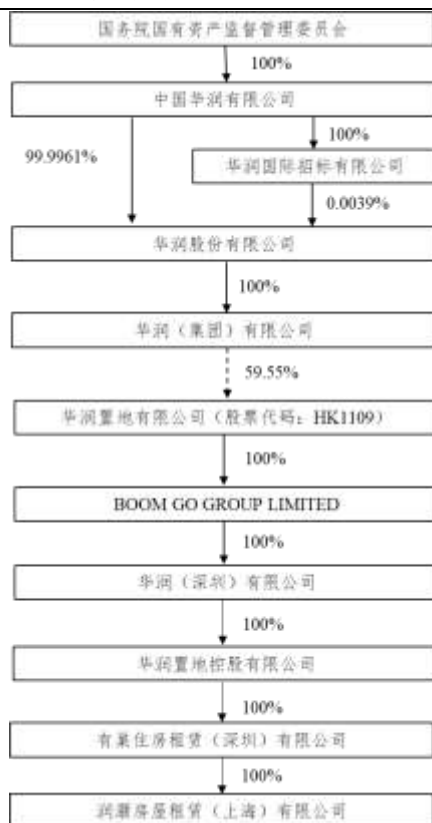 国务院国有资产监督管理委员会
100%
中国华润有限公司
99.9961%
100%
华润国际招标有限公司
0.0039%
华润股份有限公司
100%
华润（集团）有限公司
59.55%
华润置地有限公司（股票代码：HK1109）
100%
BOOM GO GROUP LIMITED
100%
华润（深圳）有限公司
100%
华润置地控股有限公司
100%
有巢住房租赁（深圳）有限公司
100%
润灏房屋租赁（上海）有限公司